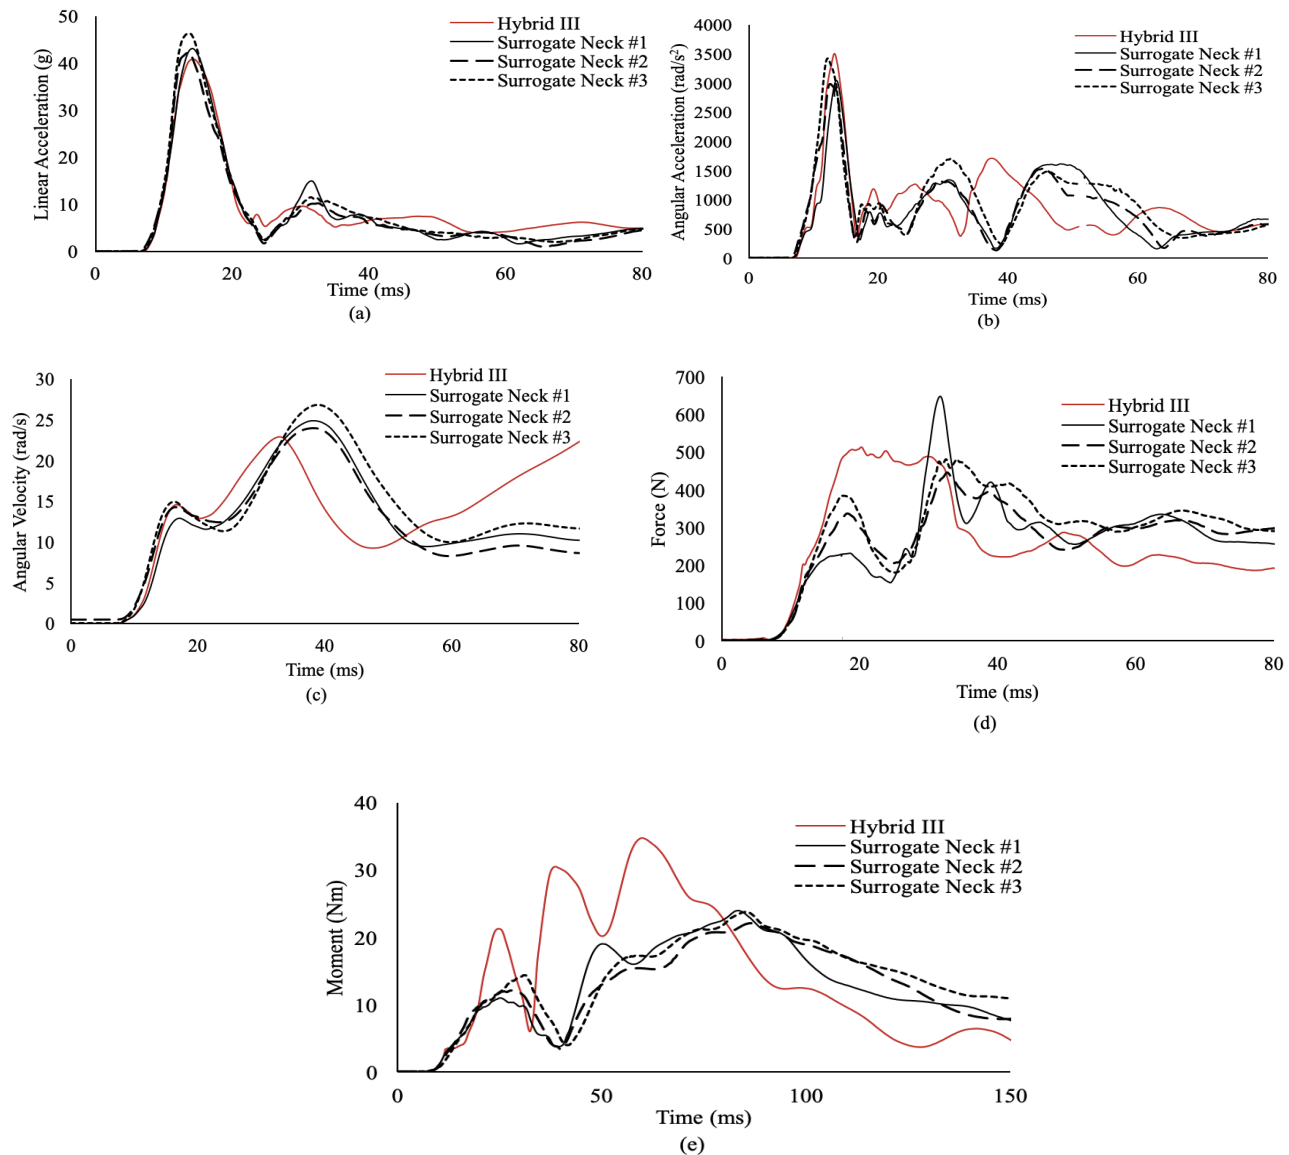 50
40
30
20
10
0
Linear Acceleration (g)
Hybrid III
Surrogate Neck #1
Surrogate Neck #2
Surrogate Neck #3
0 20 40 60 80
Time (ms)
(a)
4000
3500
3000
2500
2000
1500
1000
500
0
Angular Acceleration (rad/s²)
Hybrid III
Surrogate Neck #1
Surrogate Neck #2
Surrogate Neck #3
0 20 40 60 80
Time (ms)
(b)
30
25
20
15
10
5
0
Angular Velocity (rad/s)
Hybrid III
Surrogate Neck #1
Surrogate Neck #2
Surrogate Neck #3
0 20 40 60 80
Time (ms)
(c)
700
600
500
400
300
200
100
0
Force (N)
Hybrid III
Surrogate Neck #1
Surrogate Neck #2
Surrogate Neck #3
0 20 40 60 80
Time (ms)
(d)
40
30
20
10
0
Moment (Nm)
Hybrid III
Surrogate Neck #1
Surrogate Neck #2
Surrogate Neck #3
0 50 100 150
Time (ms)
(e)